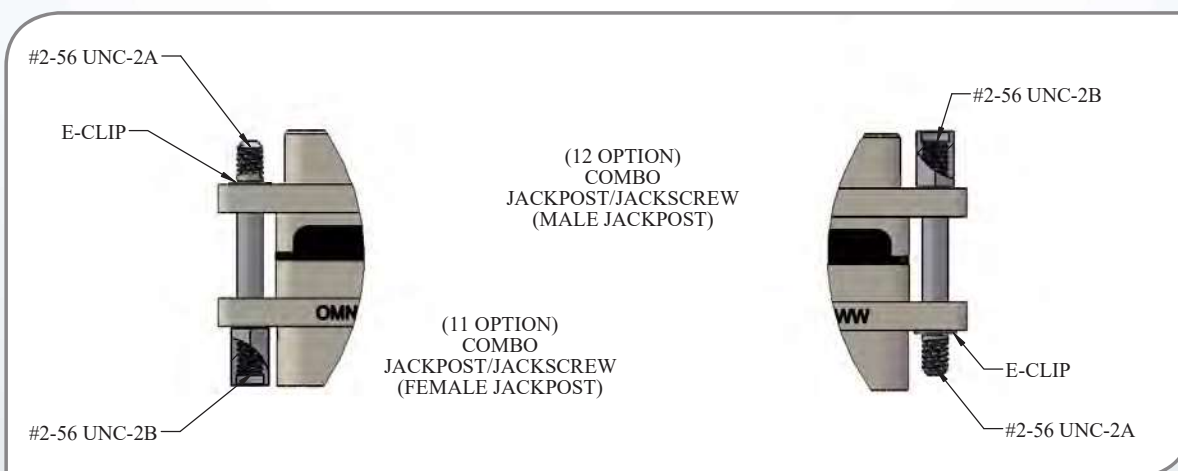 #2-56 UNC-2A
E-CLIP
OMN
#2-56 UNC-2B
(12 OPTION)
COMBO
JACKPOST/JACKSCREW
(MALE JACKPOST)
(11 OPTION)
COMBO
JACKPOST/JACKSCREW
(FEMALE JACKPOST)
#2-56 UNC-2B
WW
E-CLIP
#2-56 UNC-2A